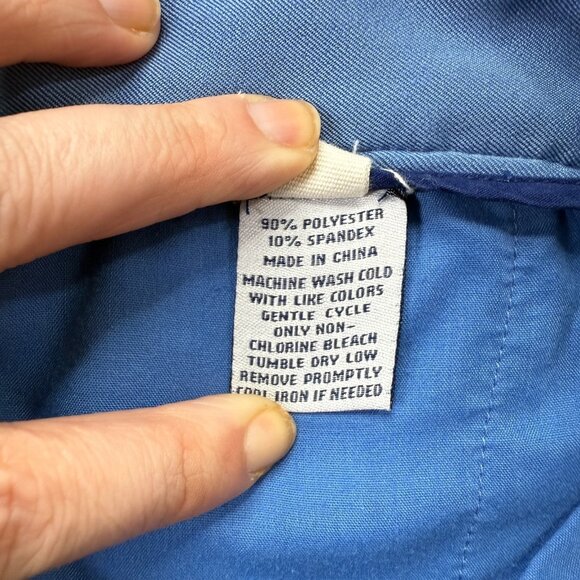 90% POLYESTER
10% SPANDEX
MADE IN CHINA
MACHINE WASH COLD
WITH LIKE COLORS
GENTLE CYCLE
ONLY NON-
CHLORINE BLEACH
TUMBLE DRY LOW
REMOVE PROMPTLY
COOL IRON IF NEEDED